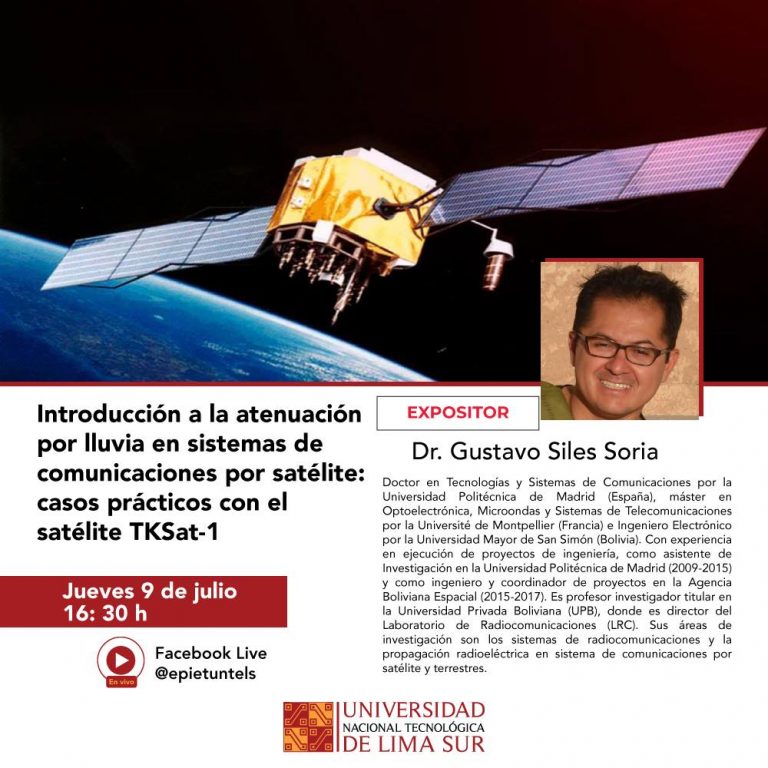 Introducción a la atenuación
por lluvia en sistemas de
comunicaciones por satélite:
casos prácticos con el
satélite TKSat-1
Jueves 9 de julio
16: 30 h
En vivo
Facebook Live
@epietuntels
EXPOSITOR
Dr. Gustavo Siles Soria
Doctor en Tecnologías y Sistemas de Comunicaciones por la
Universidad Politécnica de Madrid (España), máster en
Optoelectrónica, Microondas y Sistemas de Telecomunicaciones
por la Université de Montpellier (Francia) e Ingeniero Electrónico
por la Universidad Mayor de San Simón (Bolivia). Con experiencia
en ejecución de proyectos de ingeniería, como asistente de
Investigación en la Universidad Politécnica de Madrid (2009-2015)
y como ingeniero y coordinador de proyectos en la Agencia
Boliviana Espacial (2015-2017). Es profesor investigador titular en
la Universidad Privada Boliviana (UPB), donde es director del
Laboratorio de Radiocomunicaciones (LRC). Sus áreas de
investigación son los sistemas de radiocomunicaciones y la
propagación radioeléctrica en sistema de comunicaciones por
satélite y terrestres.
UNIVERSIDAD
NACIONAL TECNOLÓGICA
DE LIMA SUR